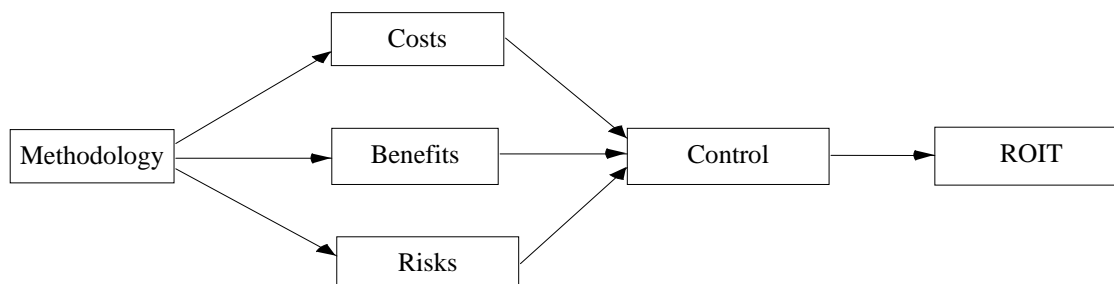 Costs
Methodology
Benefits
Control
ROIT
Risks